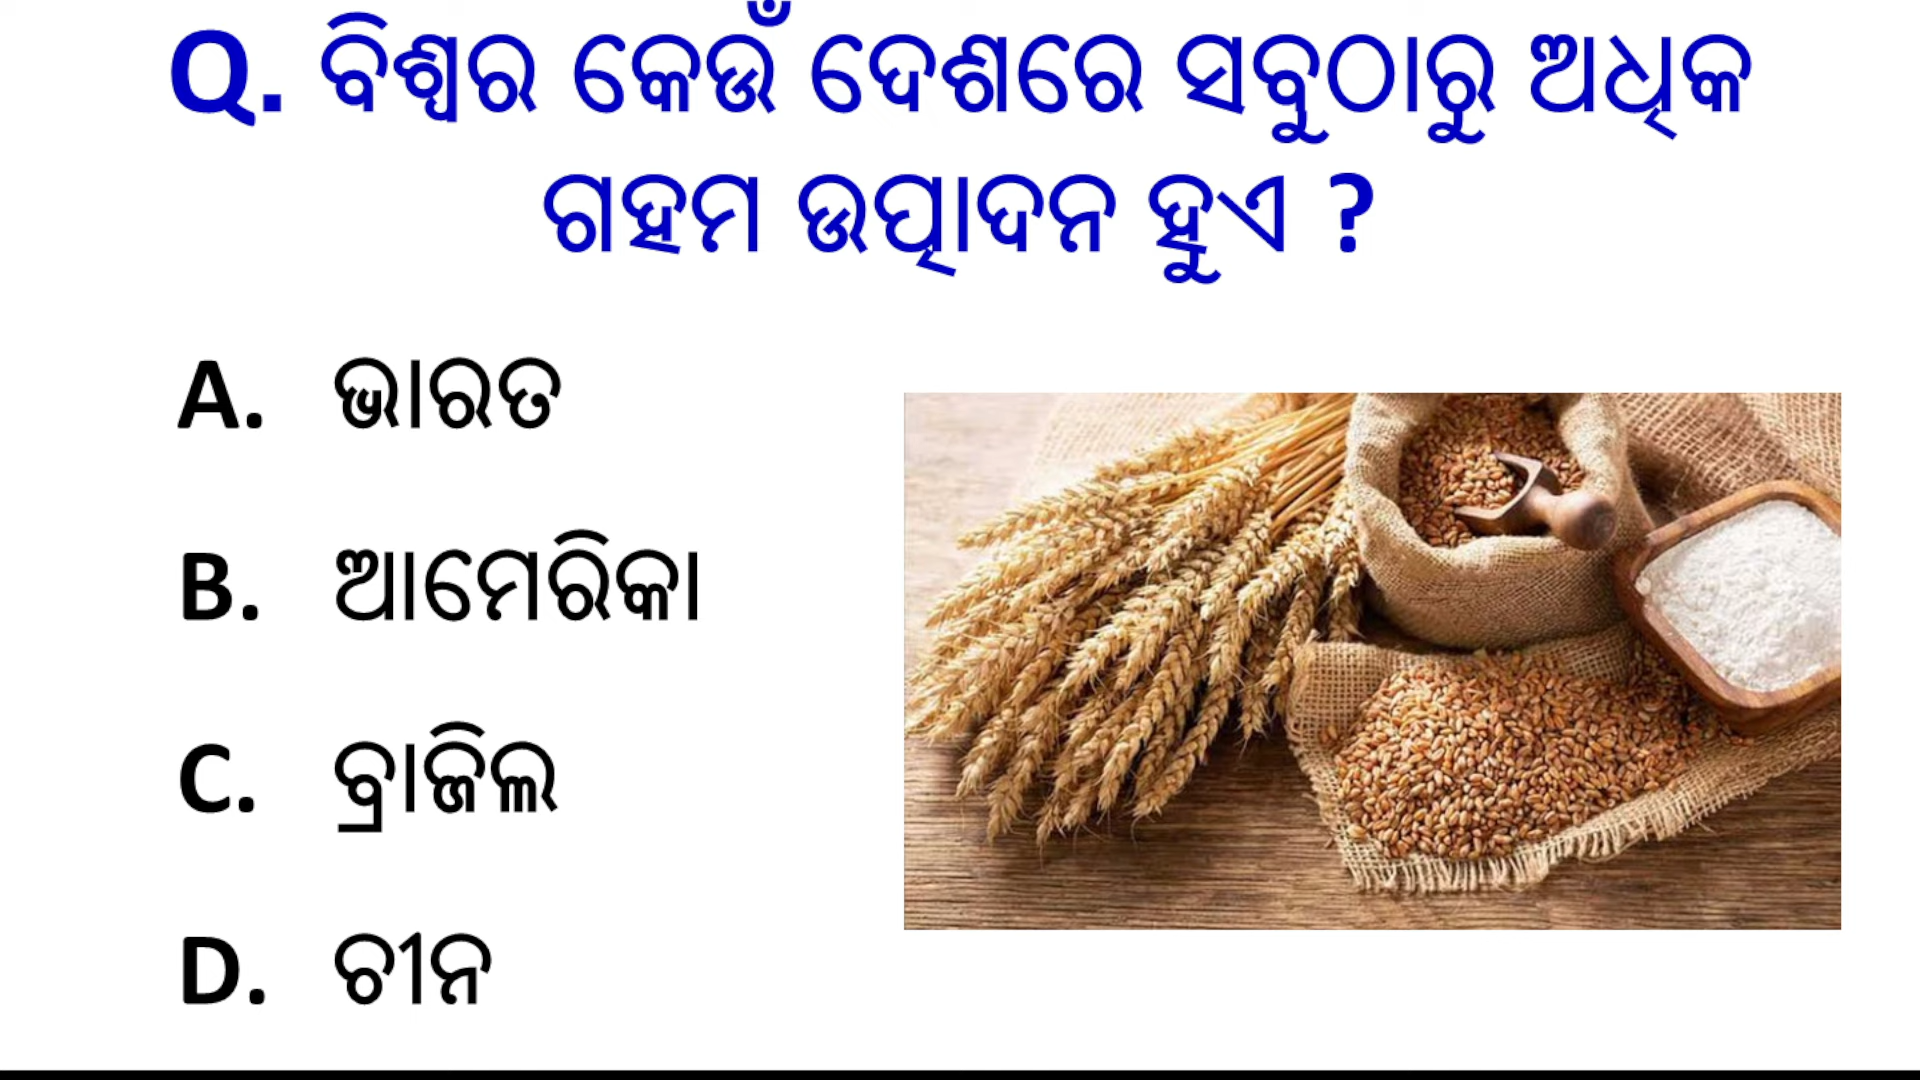 Q. ବିଶ୍ୱର କେଉଁ ଦେଶରେ ସବୁଠାରୁ ଅଧିକ
ଗହମ ଉତ୍ପାଦନ ହୁଏ ?
A. ଭାରତ
B. ଆମେରିକା
C. ବ୍ରାଜିଲ
D. ଚୀନ